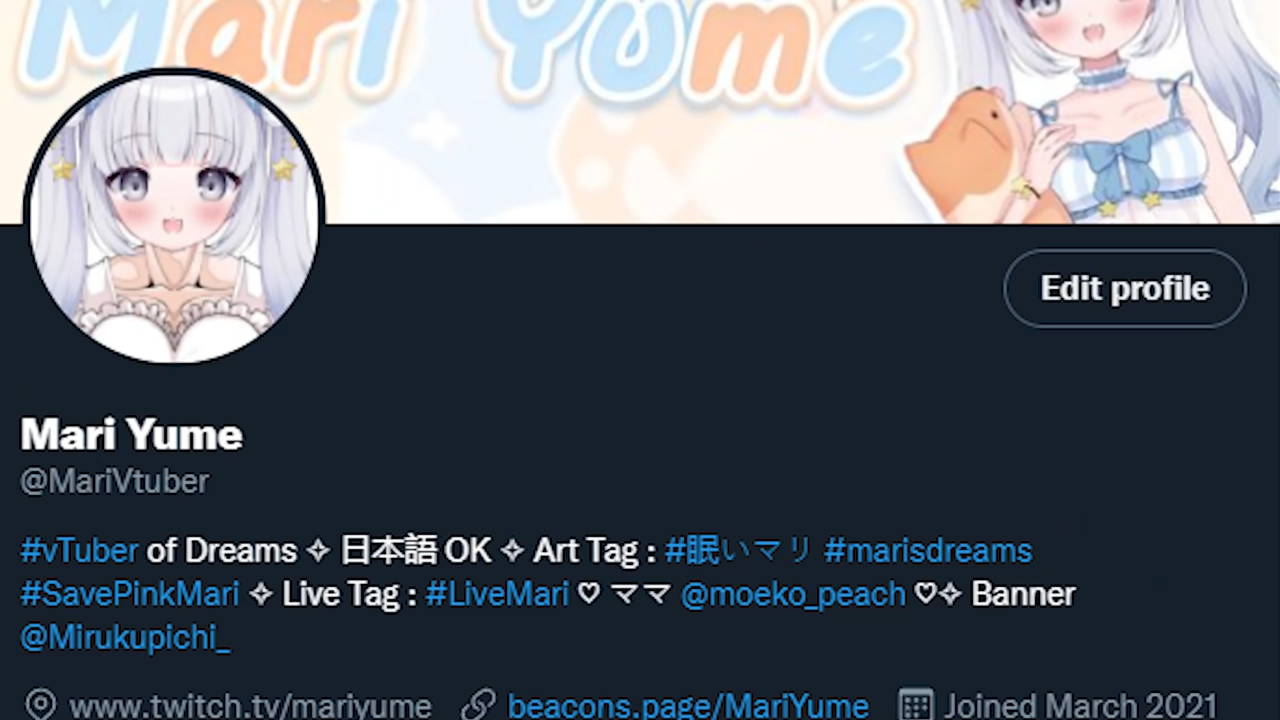 Mari Yume
Edit profile
Mari Yume
@MariVtuber
#vTuber of Dreams ✧ 日本語 OK ✧ Art Tag : #眠いマリ #marisdreams
#SavePinkMari ✧ Live Tag : #LiveMari ♡ ママ @moeko_peach ♡✧ Banner
@Mirukupichi_
www.twitch.tv/mariyume beacons.page/MariYume Joined March 2021